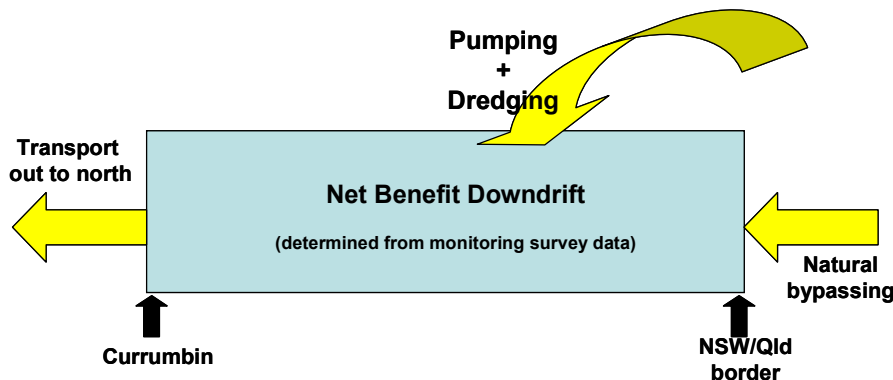 Pumping
+
Dredging
Transport
out to north
Net Benefit Downdrift
(determined from monitoring survey data)
Natural
bypassing
Currumbin
NSW/Qld
border